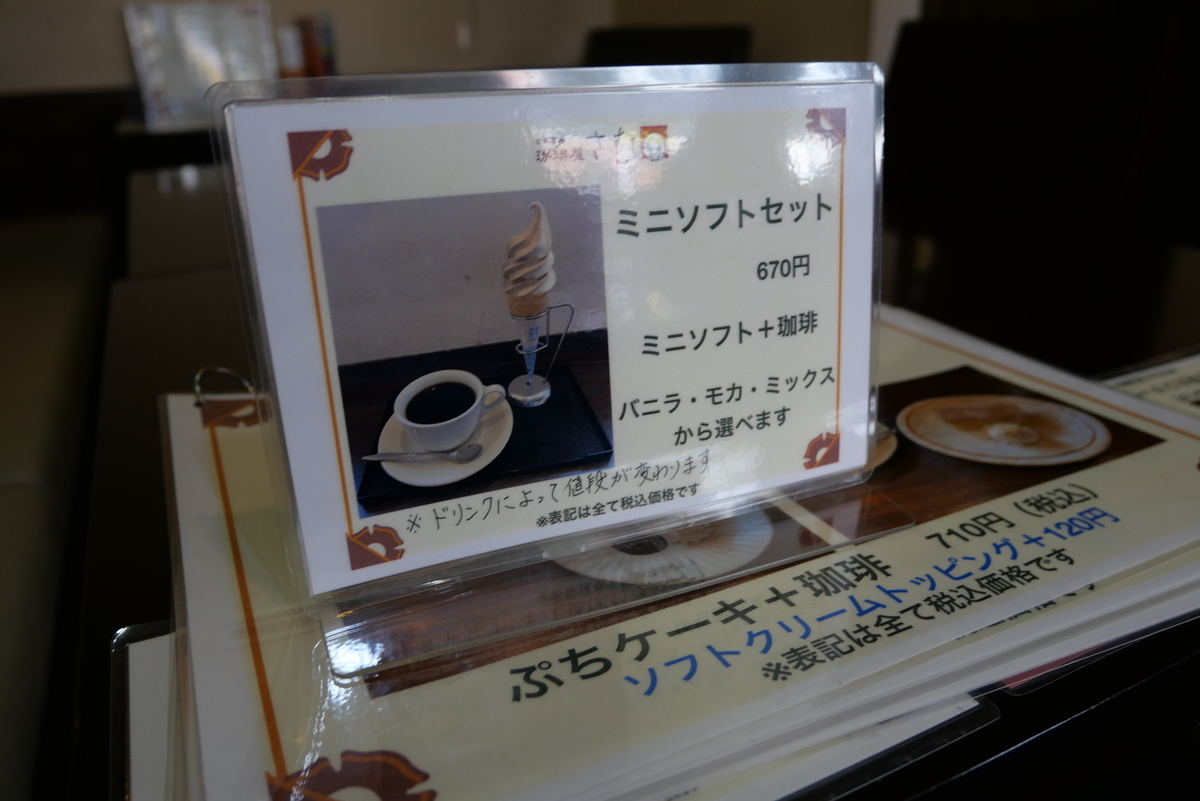 珈琲屋
ミニソフトセット
670円
ミニソフト+珈琲
バニラ・モカ・ミックス
から選べます
※ドリンクによって値段が変わります
※表記は全て税込価格です
ぷちケーキ+珈琲 710円(税込)
ソフトクリームトッピング+120円
※表記は全て税込価格です